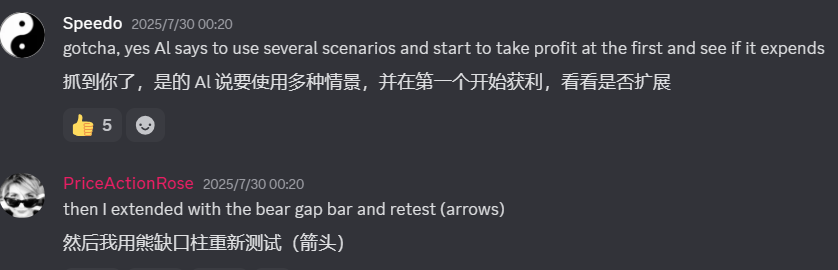 Speedo 2025/7/30 00:20
gotcha, yes Al says to use several scenarios and start to take profit at the first and see if it expends
抓到你了，是的 Al 说要使用多种情景，并在第一个开始获利，看看是否扩展
👍 5
PriceActionRose 2025/7/30 00:20
then I extended with the bear gap bar and retest (arrows)
然后我用熊缺口柱重新测试（箭头）